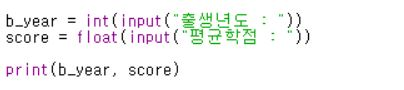 b_year = int(input("출생년도 : "))
score = float(input("평균학점 : "))
print(b_year, score)